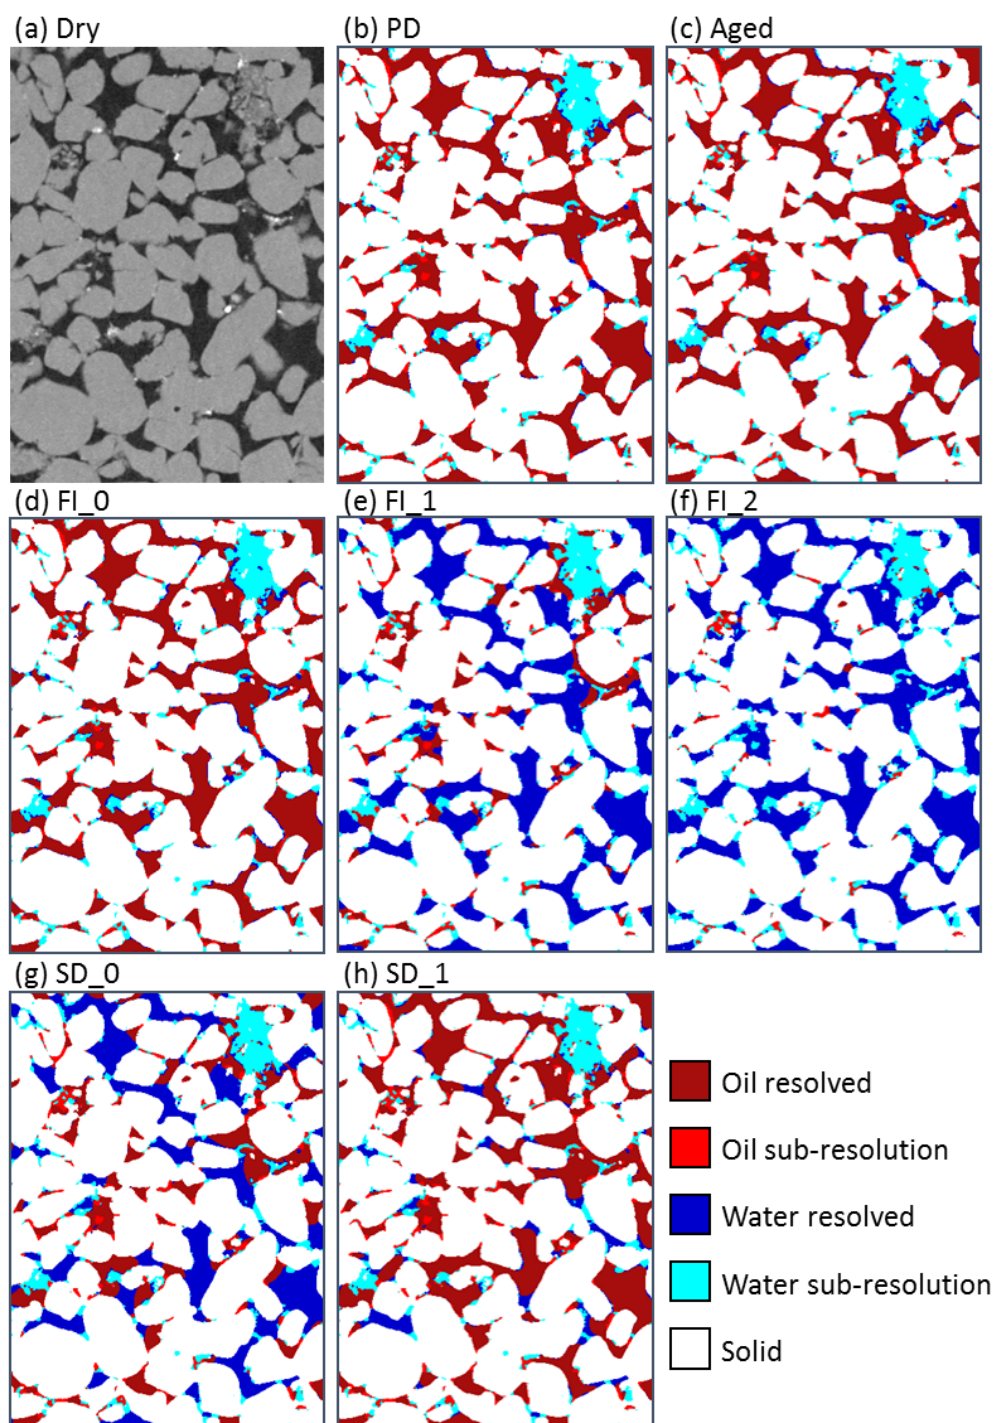 (a) Dry
(b) PD
(c) Aged
(d) FI_0
(e) FI_1
(f) FI_2
(g) SD_0
(h) SD_1
Oil resolved
Oil sub-resolution
Water resolved
Water sub-resolution
Solid